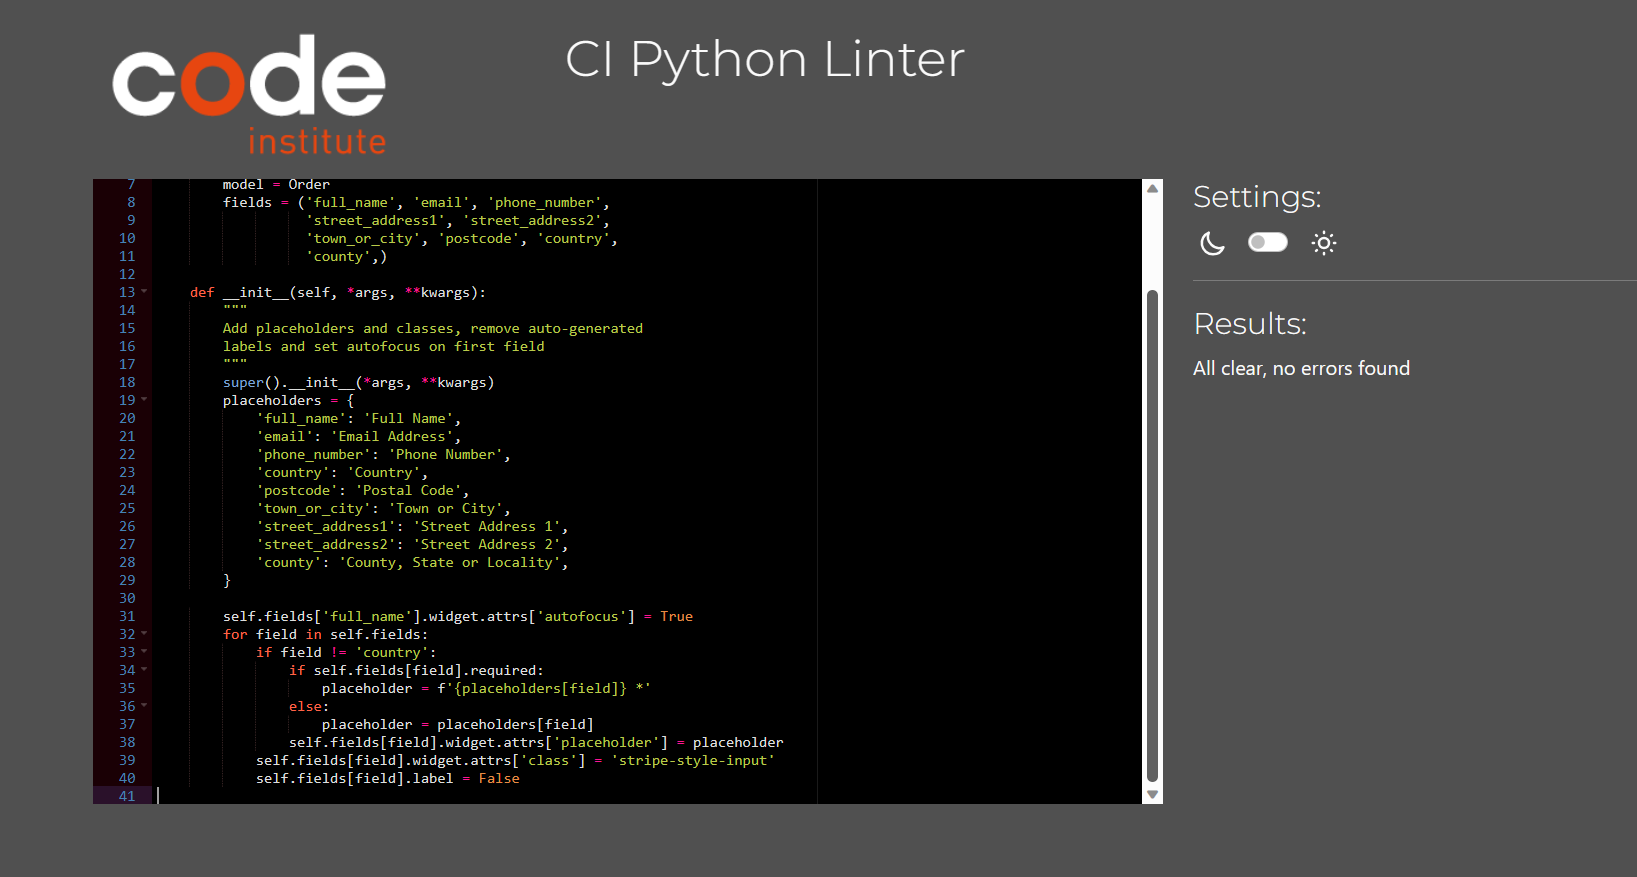 code
institute
CI Python Linter
7 model = Order
8 fields = ('full_name', 'email', 'phone_number',
9 'street_address1', 'street_address2',
10 'town_or_city', 'postcode', 'country',
11 'county',)
12
13 def __init__(self, *args, **kwargs):
14 """
15 Add placeholders and classes, remove auto-generated
16 labels and set autofocus on first field
17 """
18 super().__init__(*args, **kwargs)
19 placeholders = {
20 'full_name': 'Full Name',
21 'email': 'Email Address',
22 'phone_number': 'Phone Number',
23 'country': 'Country',
24 'postcode': 'Postal Code',
25 'town_or_city': 'Town or City',
26 'street_address1': 'Street Address 1',
27 'street_address2': 'Street Address 2',
28 'county': 'County, State or Locality',
29 }
30
31 self.fields['full_name'].widget.attrs['autofocus'] = True
32 for field in self.fields:
33 if field != 'country':
34 if self.fields[field].required:
35 placeholder = f'{placeholders[field]} *'
36 else:
37 placeholder = placeholders[field]
38 self.fields[field].widget.attrs['placeholder'] = placeholder
39 self.fields[field].widget.attrs['class'] = 'stripe-style-input'
40 self.fields[field].label = False
41
Settings:
Results:
All clear, no errors found